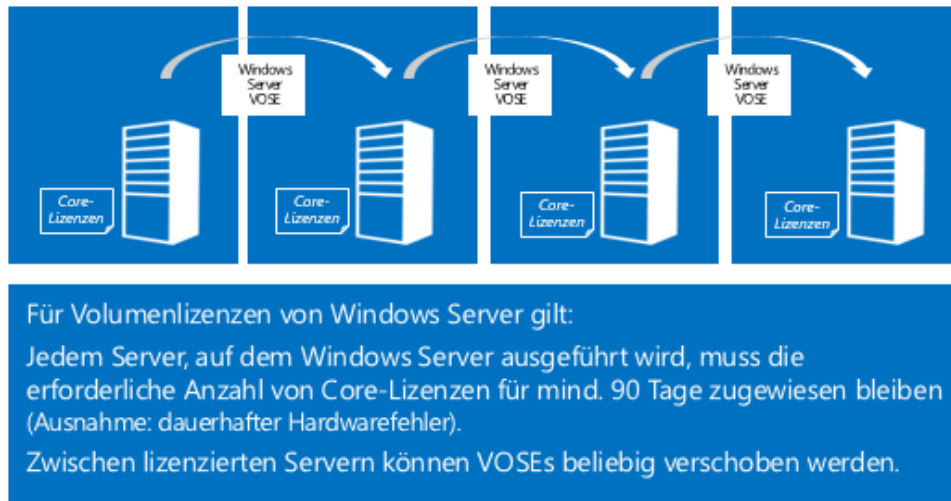 Windows
Server
VOSE
Windows
Server
VOSE
Windows
Server
VOSE
Core-
Lizenzen
Core-
Lizenzen
Core-
Lizenzen
Core-
Lizenzen
Für Volumenlizenzen von Windows Server gilt:
Jedem Server, auf dem Windows Server ausgeführt wird, muss die
erforderliche Anzahl von Core-Lizenzen für mind. 90 Tage zugewiesen bleiben
(Ausnahme: dauerhafter Hardwarefehler).
Zwischen lizenzierten Servern können VOSEs beliebig verschoben werden.